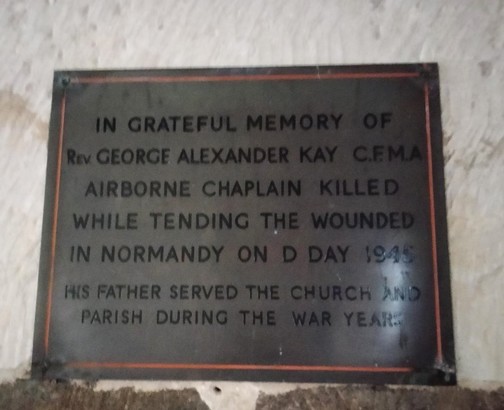 IN GRATEFUL MEMORY OF
REV. GEORGE ALEXANDER KAY C.F.M.A
AIRBORNE CHAPLAIN KILLED
WHILE TENDING THE WOUNDED
IN NORMANDY ON D DAY 1945
HIS FATHER SERVED THE CHURCH AND
PARISH DURING THE WAR YEARS